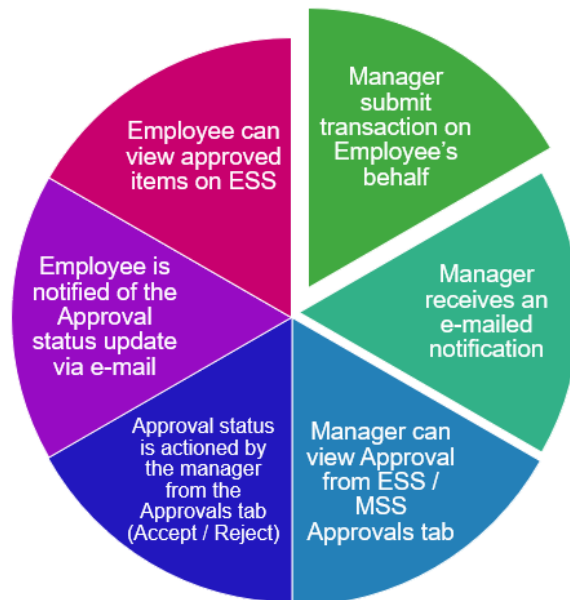 Manager
submit
transaction on
Employee's
behalf
Manager
receives an
e-mailed
notification
Manager can
view Approval
from ESS /
MSS
Approvals tab
Approval status
is actioned by
the manager
from the
Approvals tab
(Accept / Reject)
Employee is
notified of the
Approval
status update
via e-mail
Employee can
view approved
items on ESS